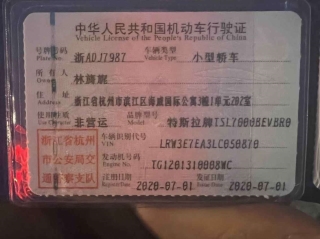 中华人民共和国机动车行驶证
Vehicle License of the People's Republic of China
号牌号码 浙ADJ7987 车辆类型 小型轿车
Plate No. Vehicle Type
所有人 林腾宸
Owner
住址 浙江省杭州市滨江区海威国际公寓3幢1单元202室
Address
使用性质 非营运 品牌型号 特斯拉牌TSL7000BEVBR0
浙江省杭州市公安局交通警察支队
车辆识别代号 LRW3E7EA3LC050870
VIN
发动机号码 TG1201310008WC
Engine No.
注册日期 2020-07-01 发证日期 2020-07-01
Register Date Issue Date